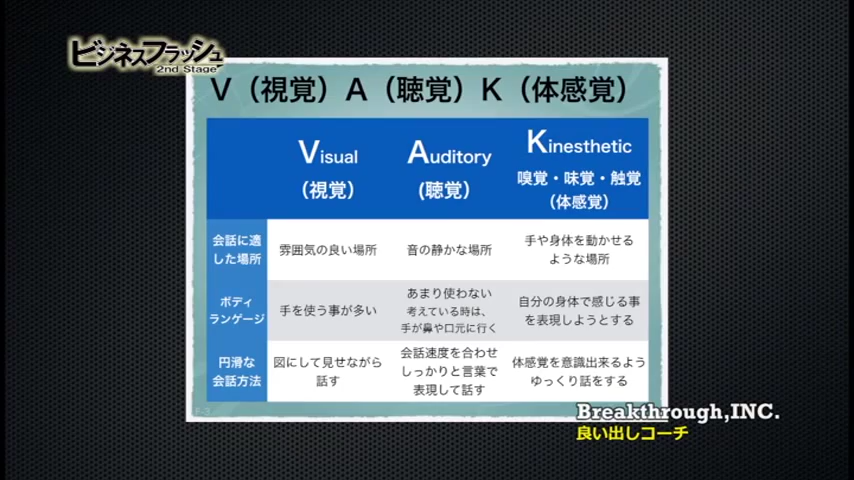 ビジネスフラッシュ
2nd Stage
V（視覚）A（聴覚）K（体感覚）
Visual
（視覚）
Auditory
（聴覚）
Kinesthetic
嗅覚・味覚・触覚
（体感覚）
会話に適
した場所
雰囲気の良い場所
音の静かな場所
手や身体を動かせる
ような場所
ボディ
ランゲージ
手を使う事が多い
あまり使わない
考えている時は、
手が鼻や口元に行く
自分の身体で感じる事
を表現しようとする
円滑な
会話方法
図にして見せながら
話す
会話速度を合わせ
しっかりと言葉で
表現して話す
体感覚を意識出来るよう
ゆっくり話をする
F-3
Breakthrough,INC.
良い出しコーチ